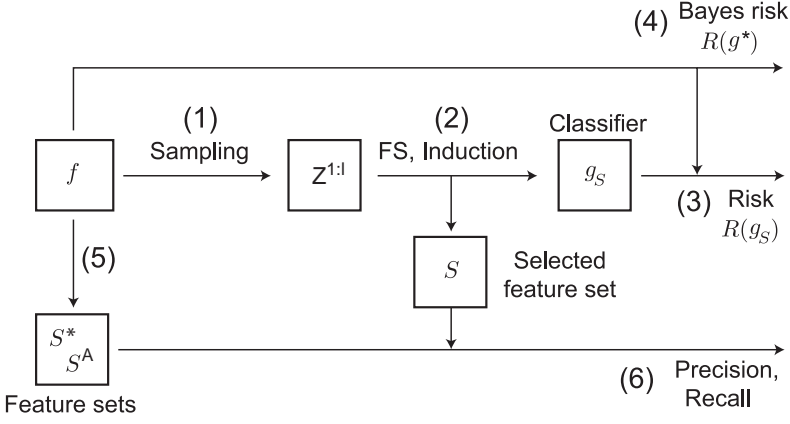 (4) Bayes risk
R(g*)
(1)
Sampling
(2)
FS, Induction
Classifier
f
Z1:l
gS
(3) Risk
R(gS)
(5)
S
Selected
feature set
S*
SA
Feature sets
(6) Precision,
Recall